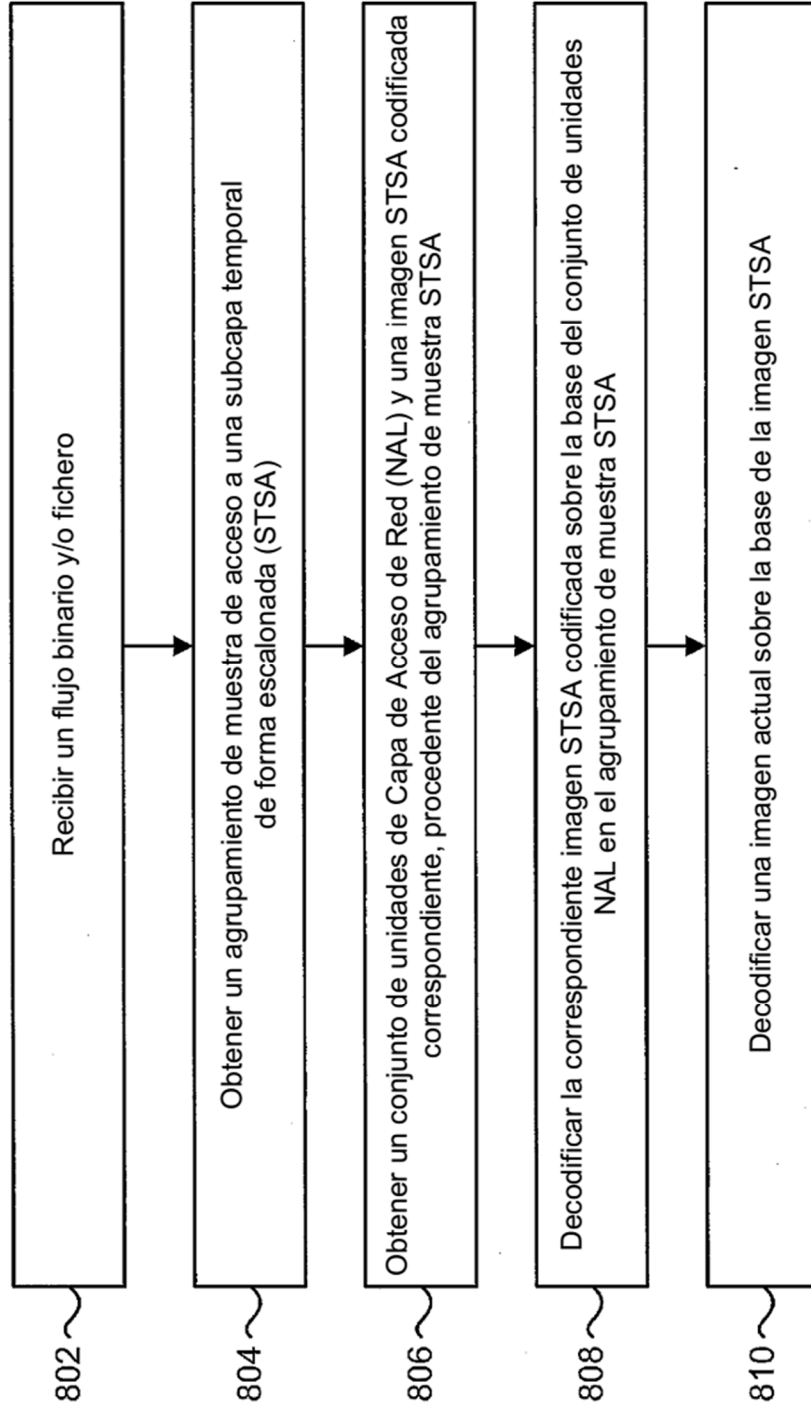 802
Recibir un flujo binario y/o fichero
804
Obtener un agrupamiento de muestra de acceso a una subcapa temporal
de forma escalonada (STSA)
806
Obtener un conjunto de unidades de Capa de Acceso de Red (NAL) y una imagen STSA codificada
correspondiente, procedente del agrupamiento de muestra STSA
808
Decodificar la correspondiente imagen STSA codificada sobre la base del conjunto de unidades
NAL en el agrupamiento de muestra STSA
810
Decodificar una imagen actual sobre la base de la imagen STSA